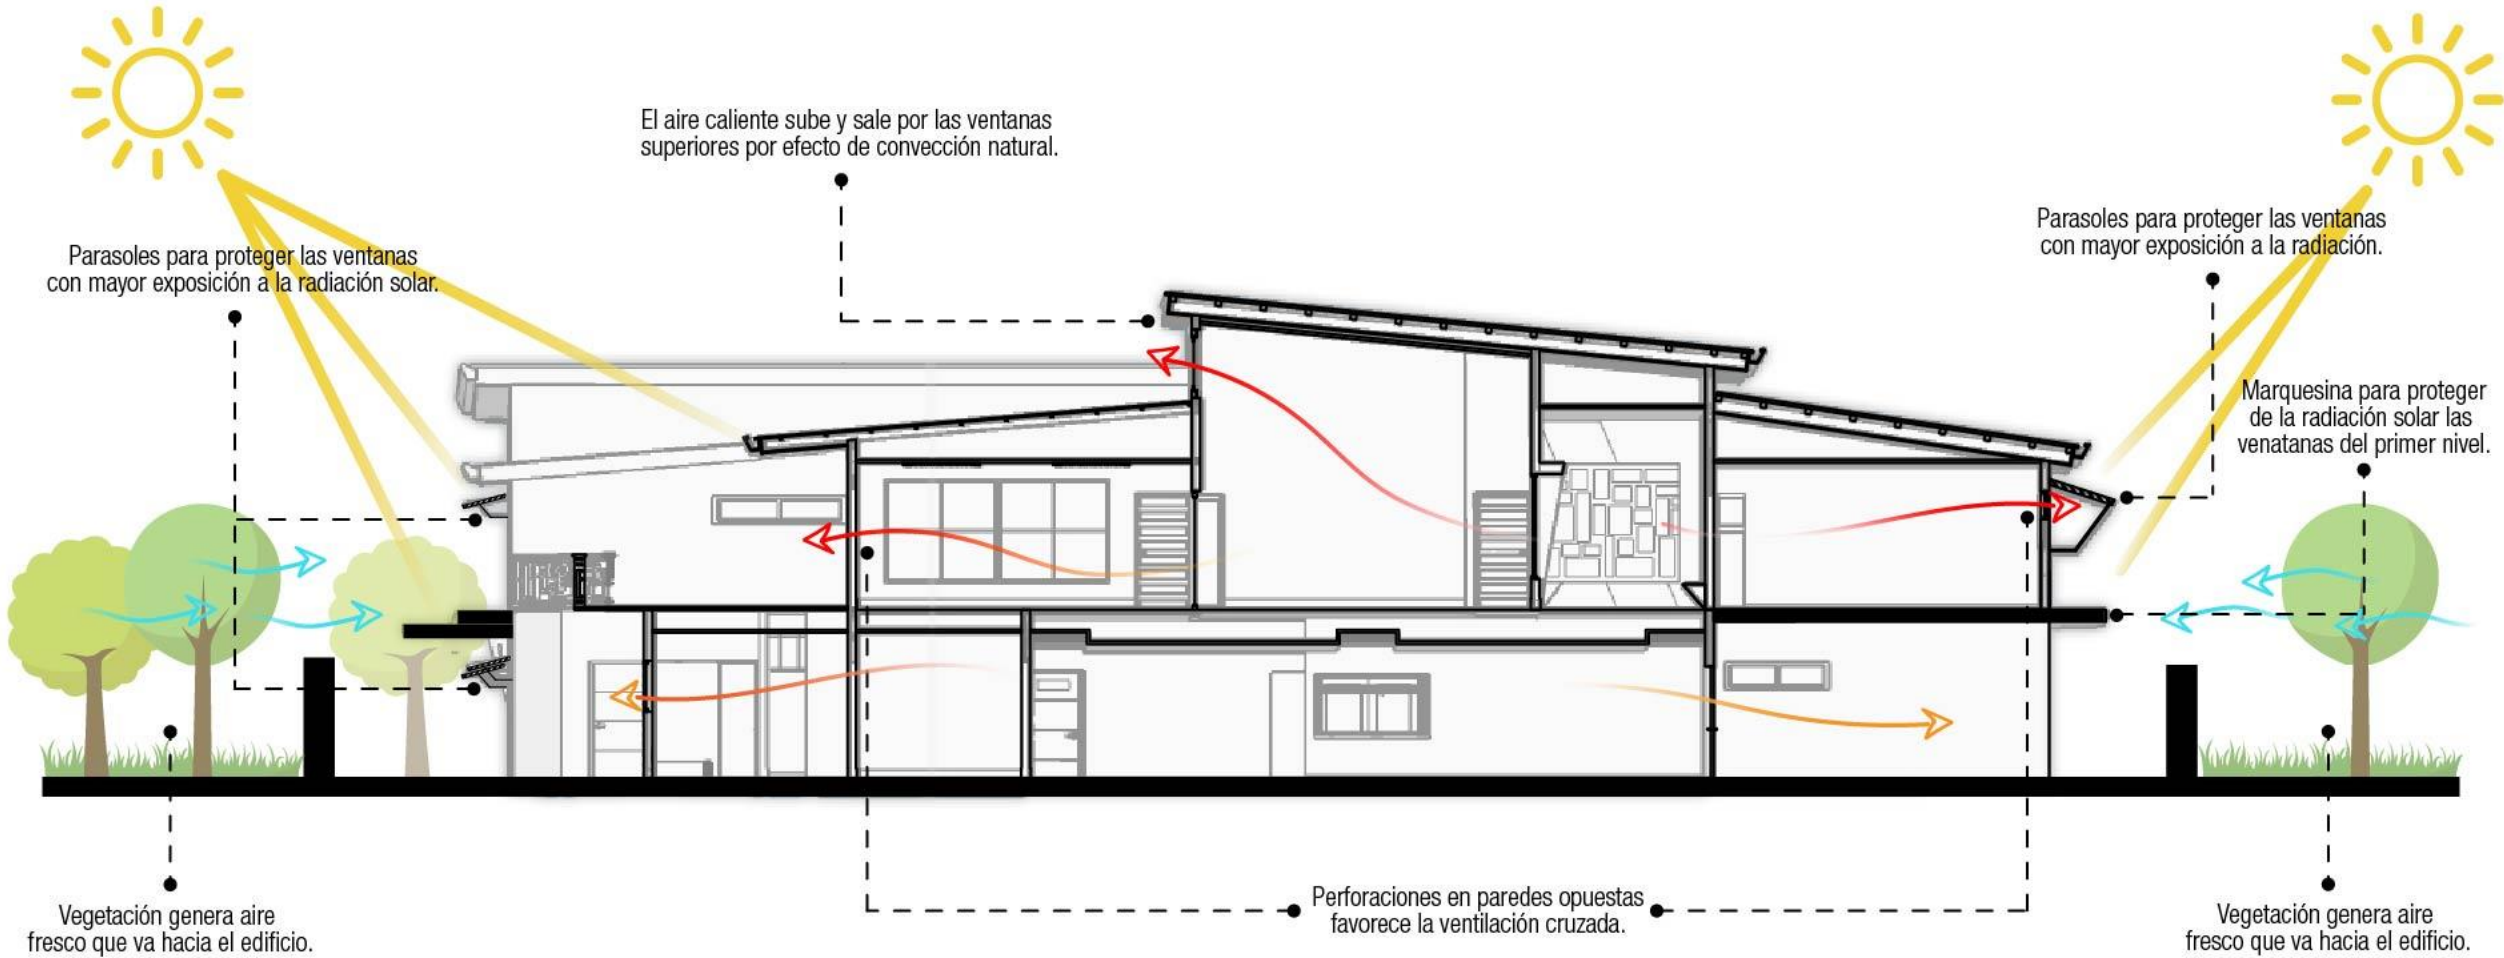 El aire caliente sube y sale por las ventanas
superiores por efecto de convección natural.
Parasoles para proteger las ventanas
con mayor exposición a la radiación solar.
Parasoles para proteger las ventanas
con mayor exposición a la radiación.
Marquesina para proteger
de la radiación solar las
venatanas del primer nivel.
Vegetación genera aire
fresco que va hacia el edificio.
Perforaciones en paredes opuestas
favorece la ventilación cruzada.
Vegetación genera aire
fresco que va hacia el edificio.